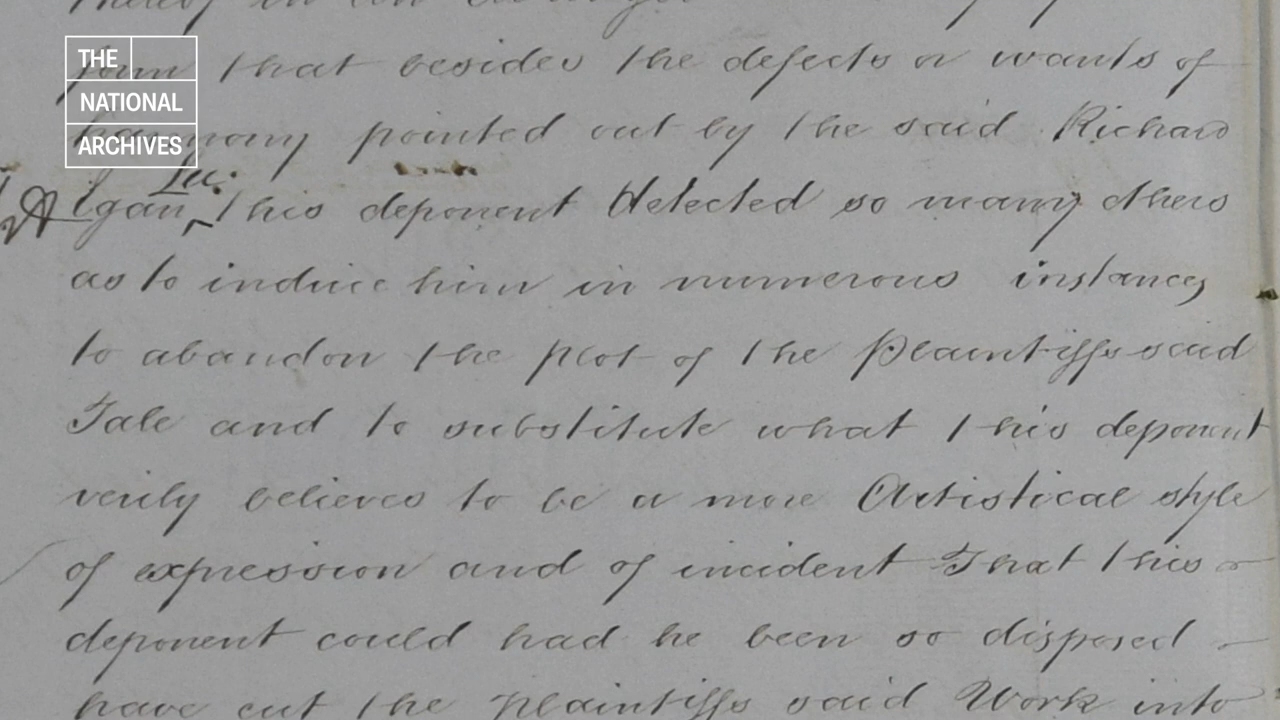 THE
NATIONAL
ARCHIVES
form that besides the defects or wants of
harmony pointed out by the said Richard
Lee
Egan, this deponent detected so many others
as to induce him in numerous instances
to abandon the plot of the Plaintiffs said
Tale and to substitute what this deponent
verily believes to be a more Artistical style
of expression and of incident That this
deponent could had he been so disposed
have cut the Plaintiffs said Work into